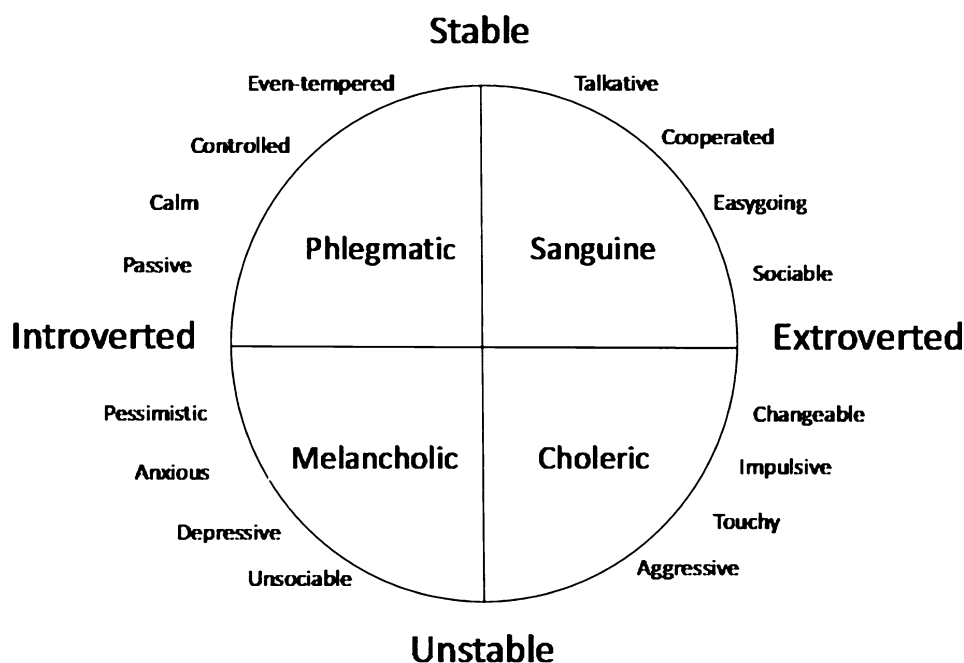 Stable
Even-tempered
Talkative
Controlled
Cooperated
Calm
Easygoing
Phlegmatic
Sanguine
Passive
Sociable
Introverted
Extroverted
Pessimistic
Changeable
Melancholic
Choleric
Anxious
Impulsive
Depressive
Touchy
Unsociable
Aggressive
Unstable